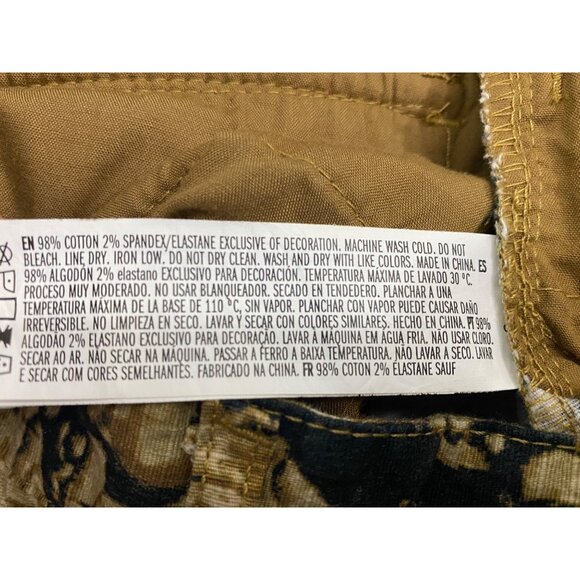 EN 98% COTTON 2% SPANDEX/ELASTANE EXCLUSIVE OF DECORATION. MACHINE WASH COLD. DO NOT
BLEACH. LINE DRY. IRON LOW. DO NOT DRY CLEAN. WASH AND DRY WITH LIKE COLORS. MADE IN CHINA. ES
98% ALGODÓN 2% elastano EXCLUSIVO PARA DECORACIÓN. TEMPERATURA MÁXIMA DE LAVADO 30 °C.
PROCESO MUY MODERADO. NO USAR BLANQUEADOR. SECADO EN TENDEDERO. PLANCHAR A UNA
TEMPERATURA MÁXIMA DE LA BASE DE 110 °C, SIN VAPOR. PLANCHAR CON VAPOR PUEDE CAUSAR DAÑO
IRREVERSIBLE. NO LIMPIEZA EN SECO. LAVAR Y SECAR CON COLORES SIMILARES. HECHO EN CHINA. PT 98%
ALGODÃO 2% ELASTANO EXCLUSIVO PARA DECORAÇÃO. LAVAR À MÁQUINA EM ÁGUA FRIA. NÃO USAR CLORO.
SECAR AO AR. NÃO SECAR NA MÁQUINA. PASSAR A FERRO A BAIXA TEMPERATURA. NÃO LAVAR A SECO. LAVAR
E SECAR COM CORES SEMELHANTES. FABRICADO NA CHINA. FR 98% COTON 2% ÉLASTANE SAUF